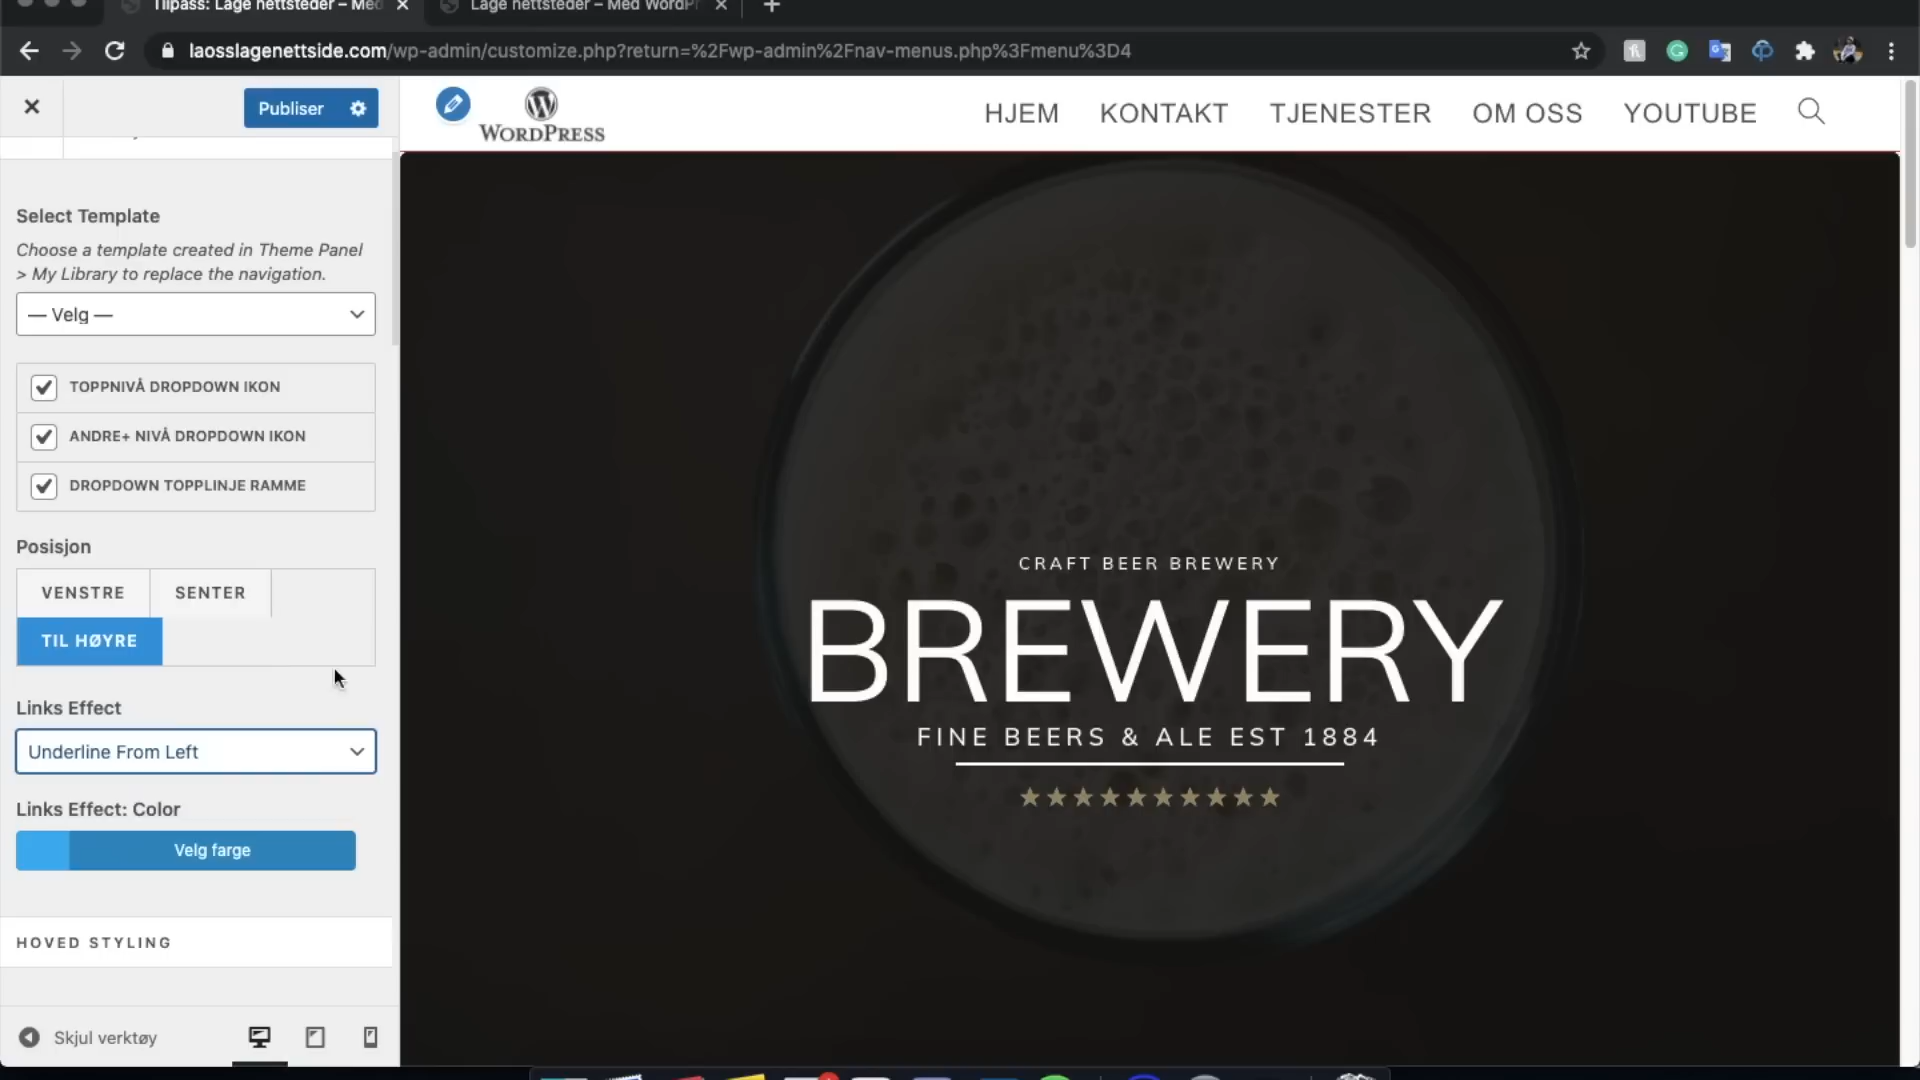 Tilpass: Lage nettsteder – Med
Lage nettsteder – Med WordPr
laosslagenettside.com/wp-admin/customize.php?return=%2Fwp-admin%2Fnav-menus.php%3Fmenu%3D4
Publiser
WORDPRESS
HJEM KONTAKT TJENESTER OM OSS YOUTUBE
Select Template
Choose a template created in Theme Panel
> My Library to replace the navigation.
— Velg —
TOPPNIVÅ DROPDOWN IKON
ANDRE+ NIVÅ DROPDOWN IKON
DROPDOWN TOPPLINJE RAMME
Posisjon
VENSTRE SENTER
TIL HØYRE
Links Effect
Underline From Left
Links Effect: Color
Velg farge
HOVED STYLING
Skjul verktøy
CRAFT BEER BREWERY
BREWERY
FINE BEERS & ALE EST 1884